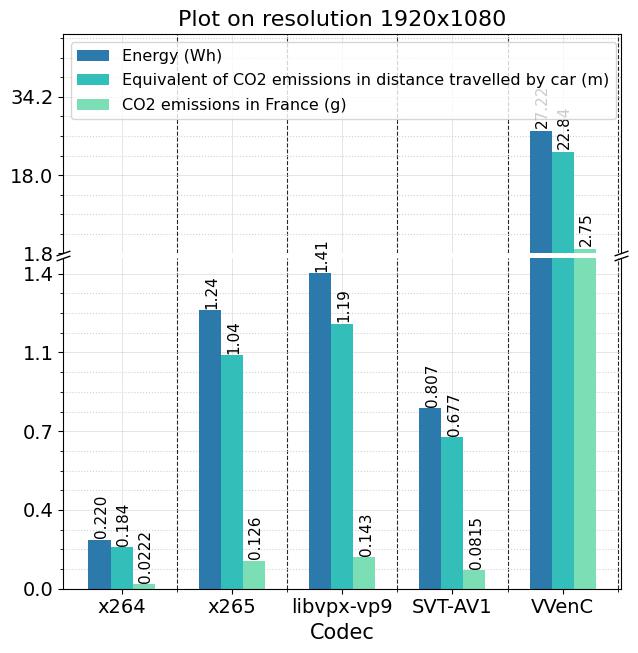 Plot on resolution 1920x1080
Energy (Wh)
Equivalent of CO2 emissions in distance travelled by car (m)
CO2 emissions in France (g)
34.2
18.0
1.8
1.4
1.1
0.7
0.4
0.0
0.220
0.184
0.0222
1.24
1.04
0.126
1.41
1.19
0.143
0.807
0.677
0.0815
27.22
22.84
2.75
x264
x265
libvpx-vp9
SVT-AV1
VVenC
Codec